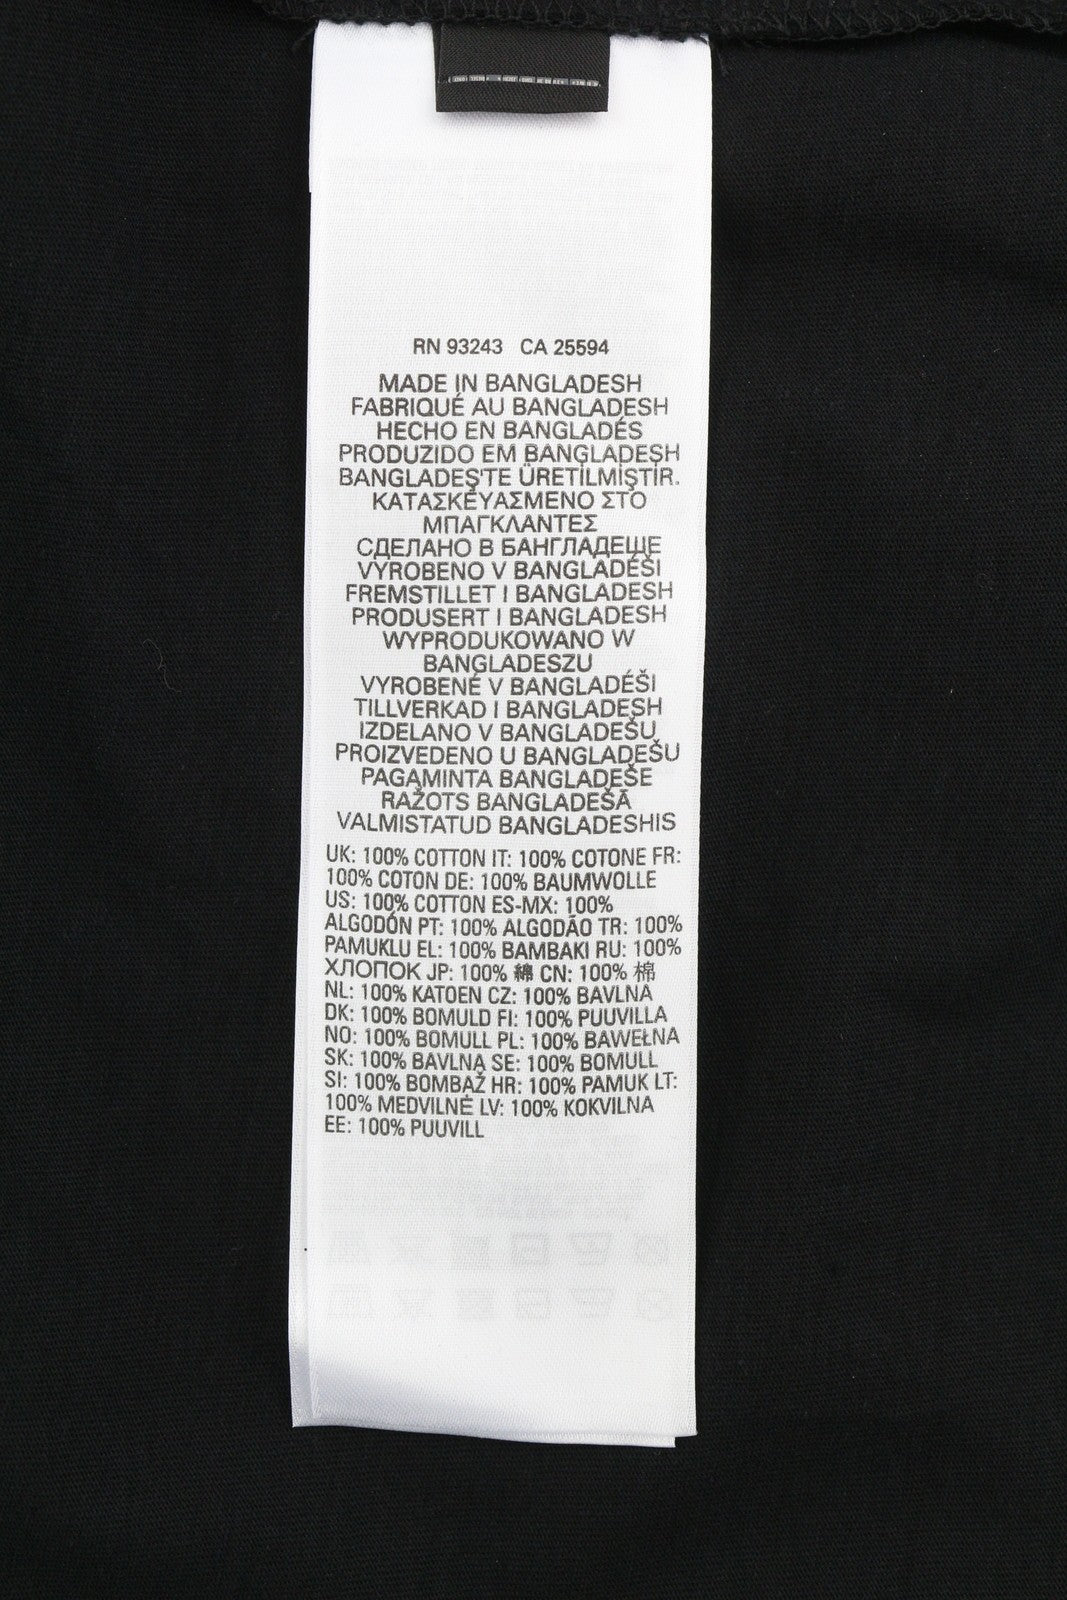 RN 93243 CA 25594
MADE IN BANGLADESH
FABRIQUÉ AU BANGLADESH
HECHO EN BANGLADÉS
PRODUZIDO EM BANGLADESH
BANGLADEŞ'TE ÜRETİLMİŞTİR.
ΚΑΤΑΣΚΕΥΑΣΜΕΝΟ ΣΤΟ
ΜΠΑΓΚΛΑΝΤΕΣ
СДЕЛАНО В БАНГЛАДЕШЕ
VYROBENO V BANGLADÉŠI
FREMSTILLET I BANGLADESH
PRODUSERT I BANGLADESH
WYPRODUKOWANO W
BANGLADESZU
VYROBENÉ V BANGLADÉŠI
TILLVERKAD I BANGLADESH
IZDELANO V BANGLADEŠU
PROIZVEDENO U BANGLADEŠU
PAGAMINTA BANGLADEŠE
RAŽOTS BANGLADEŠĀ
VALMISTATUD BANGLADESHIS
UK: 100% COTTON IT: 100% COTONE FR:
100% COTON DE: 100% BAUMWOLLE
US: 100% COTTON ES-MX: 100%
ALGODÓN PT: 100% ALGODÃO TR: 100%
PAMUKLU EL: 100% ΒΑΜΒΑΚΙ RU: 100%
ХЛОПОК JP: 100% 綿 CN: 100% 棉
NL: 100% KATOEN CZ: 100% BAVLNA
DK: 100% BOMULD FI: 100% PUUVILLA
NO: 100% BOMULL PL: 100% BAWEŁNA
SK: 100% BAVLNA SE: 100% BOMULL
SI: 100% BOMBAŽ HR: 100% PAMUK LT:
100% MEDVILNĖ LV: 100% KOKVILNA
EE: 100% PUUVILL